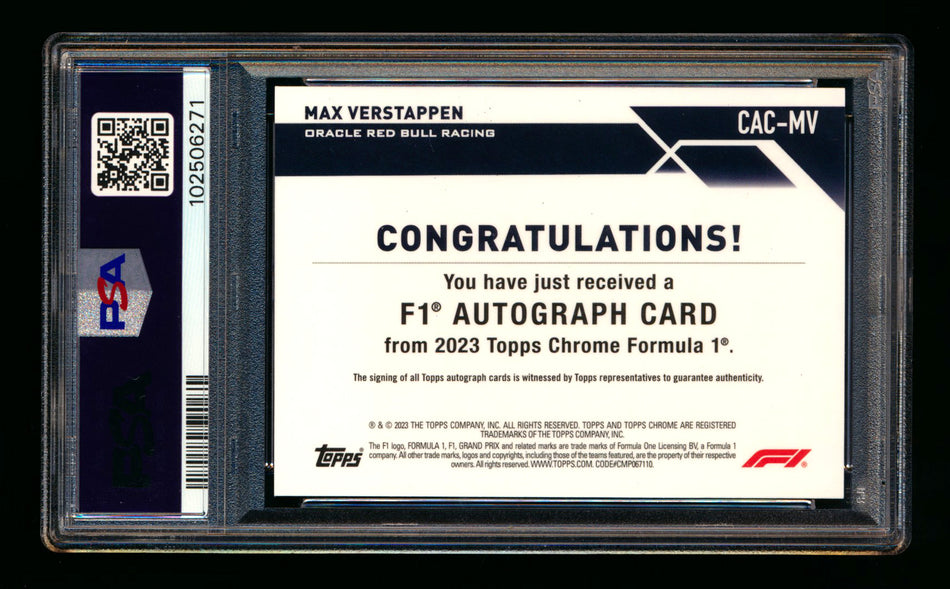 102506271
PSA
MAX VERSTAPPEN
ORACLE RED BULL RACING
CAC-MV
CONGRATULATIONS!
You have just received a
F1® AUTOGRAPH CARD
from 2023 Topps Chrome Formula 1®.
The signing of all Topps autograph cards is witnessed by Topps representatives to guarantee authenticity.
® & © 2023 THE TOPPS COMPANY, INC. ALL RIGHTS RESERVED. TOPPS AND TOPPS CHROME ARE REGISTERED
TRADEMARKS OF THE TOPPS COMPANY, INC.
The F1 logo, FORMULA 1, F1, GRAND PRIX and related marks are trade marks of Formula One Licensing BV, a Formula 1
company. All other trade marks, logos and copyrights, including those of the teams featured, are the property of their respective
owners. All rights reserved. WWW.TOPPS.COM. CODE#CMP067110.
Topps®
F1®